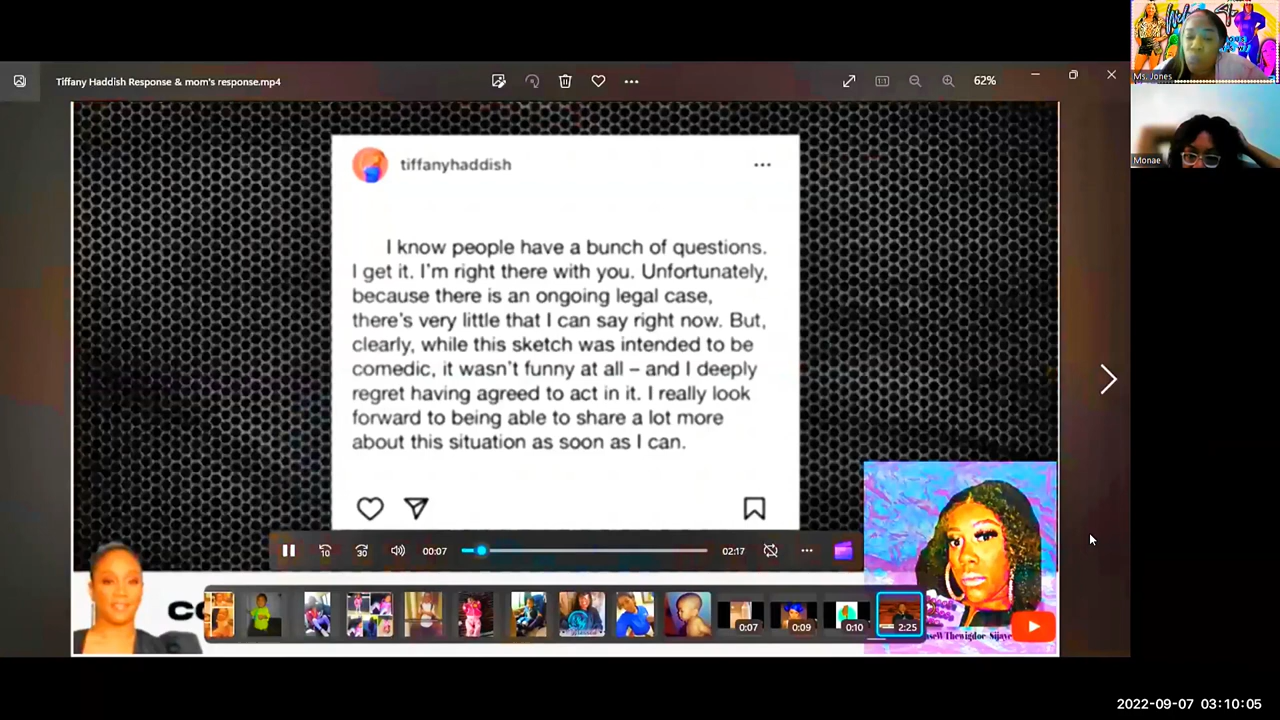 Ms. Jones
Monae
Tiffany Haddish Response & mom's response.mp4
62%
tiffanyhaddish
I know people have a bunch of questions.
I get it. I'm right there with you. Unfortunately,
because there is an ongoing legal case,
there's very little that I can say right now. But,
clearly, while this sketch was intended to be
comedic, it wasn't funny at all – and I deeply
regret having agreed to act in it. I really look
forward to being able to share a lot more
about this situation as soon as I can.
10
30
00:07
02:17
0:07
0:09
0:10
2:25
2022-09-07 03:10:05